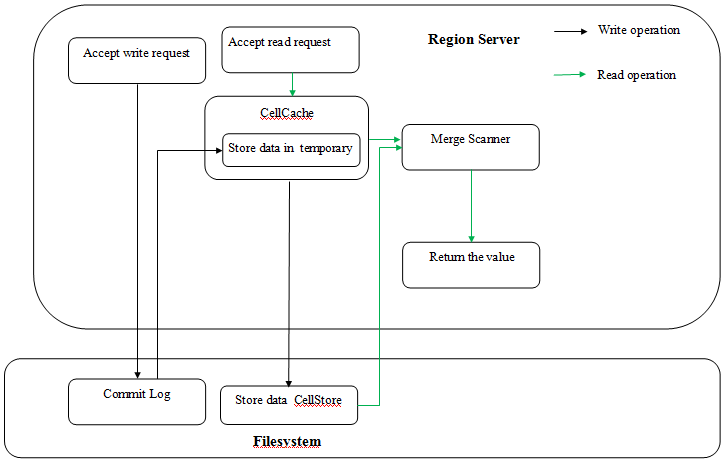 Region Server
Write operation
Read operation
Accept write request
Accept read request
CellCache
Store data in temporary
Merge Scanner
Return the value
Commit Log
Store data CellStore
Filesystem